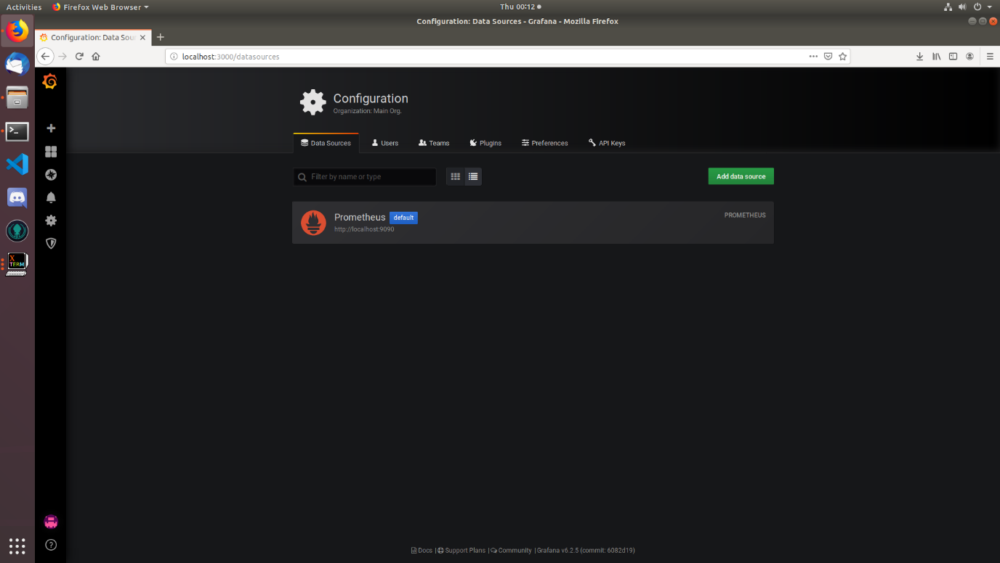 Activities Firefox Web Browser Thu 00:12
Configuration: Data Sources - Grafana - Mozilla Firefox
Configuration: Data Sour
localhost:3000/datasources
Configuration
Organization: Main Org.
Data Sources Users Teams Plugins Preferences API Keys
Filter by name or type Add data source
Prometheus default PROMETHEUS
http://localhost:9090
X
TERM
Docs | Support Plans | Community | Grafana v6.2.5 (commit: 6082d19)